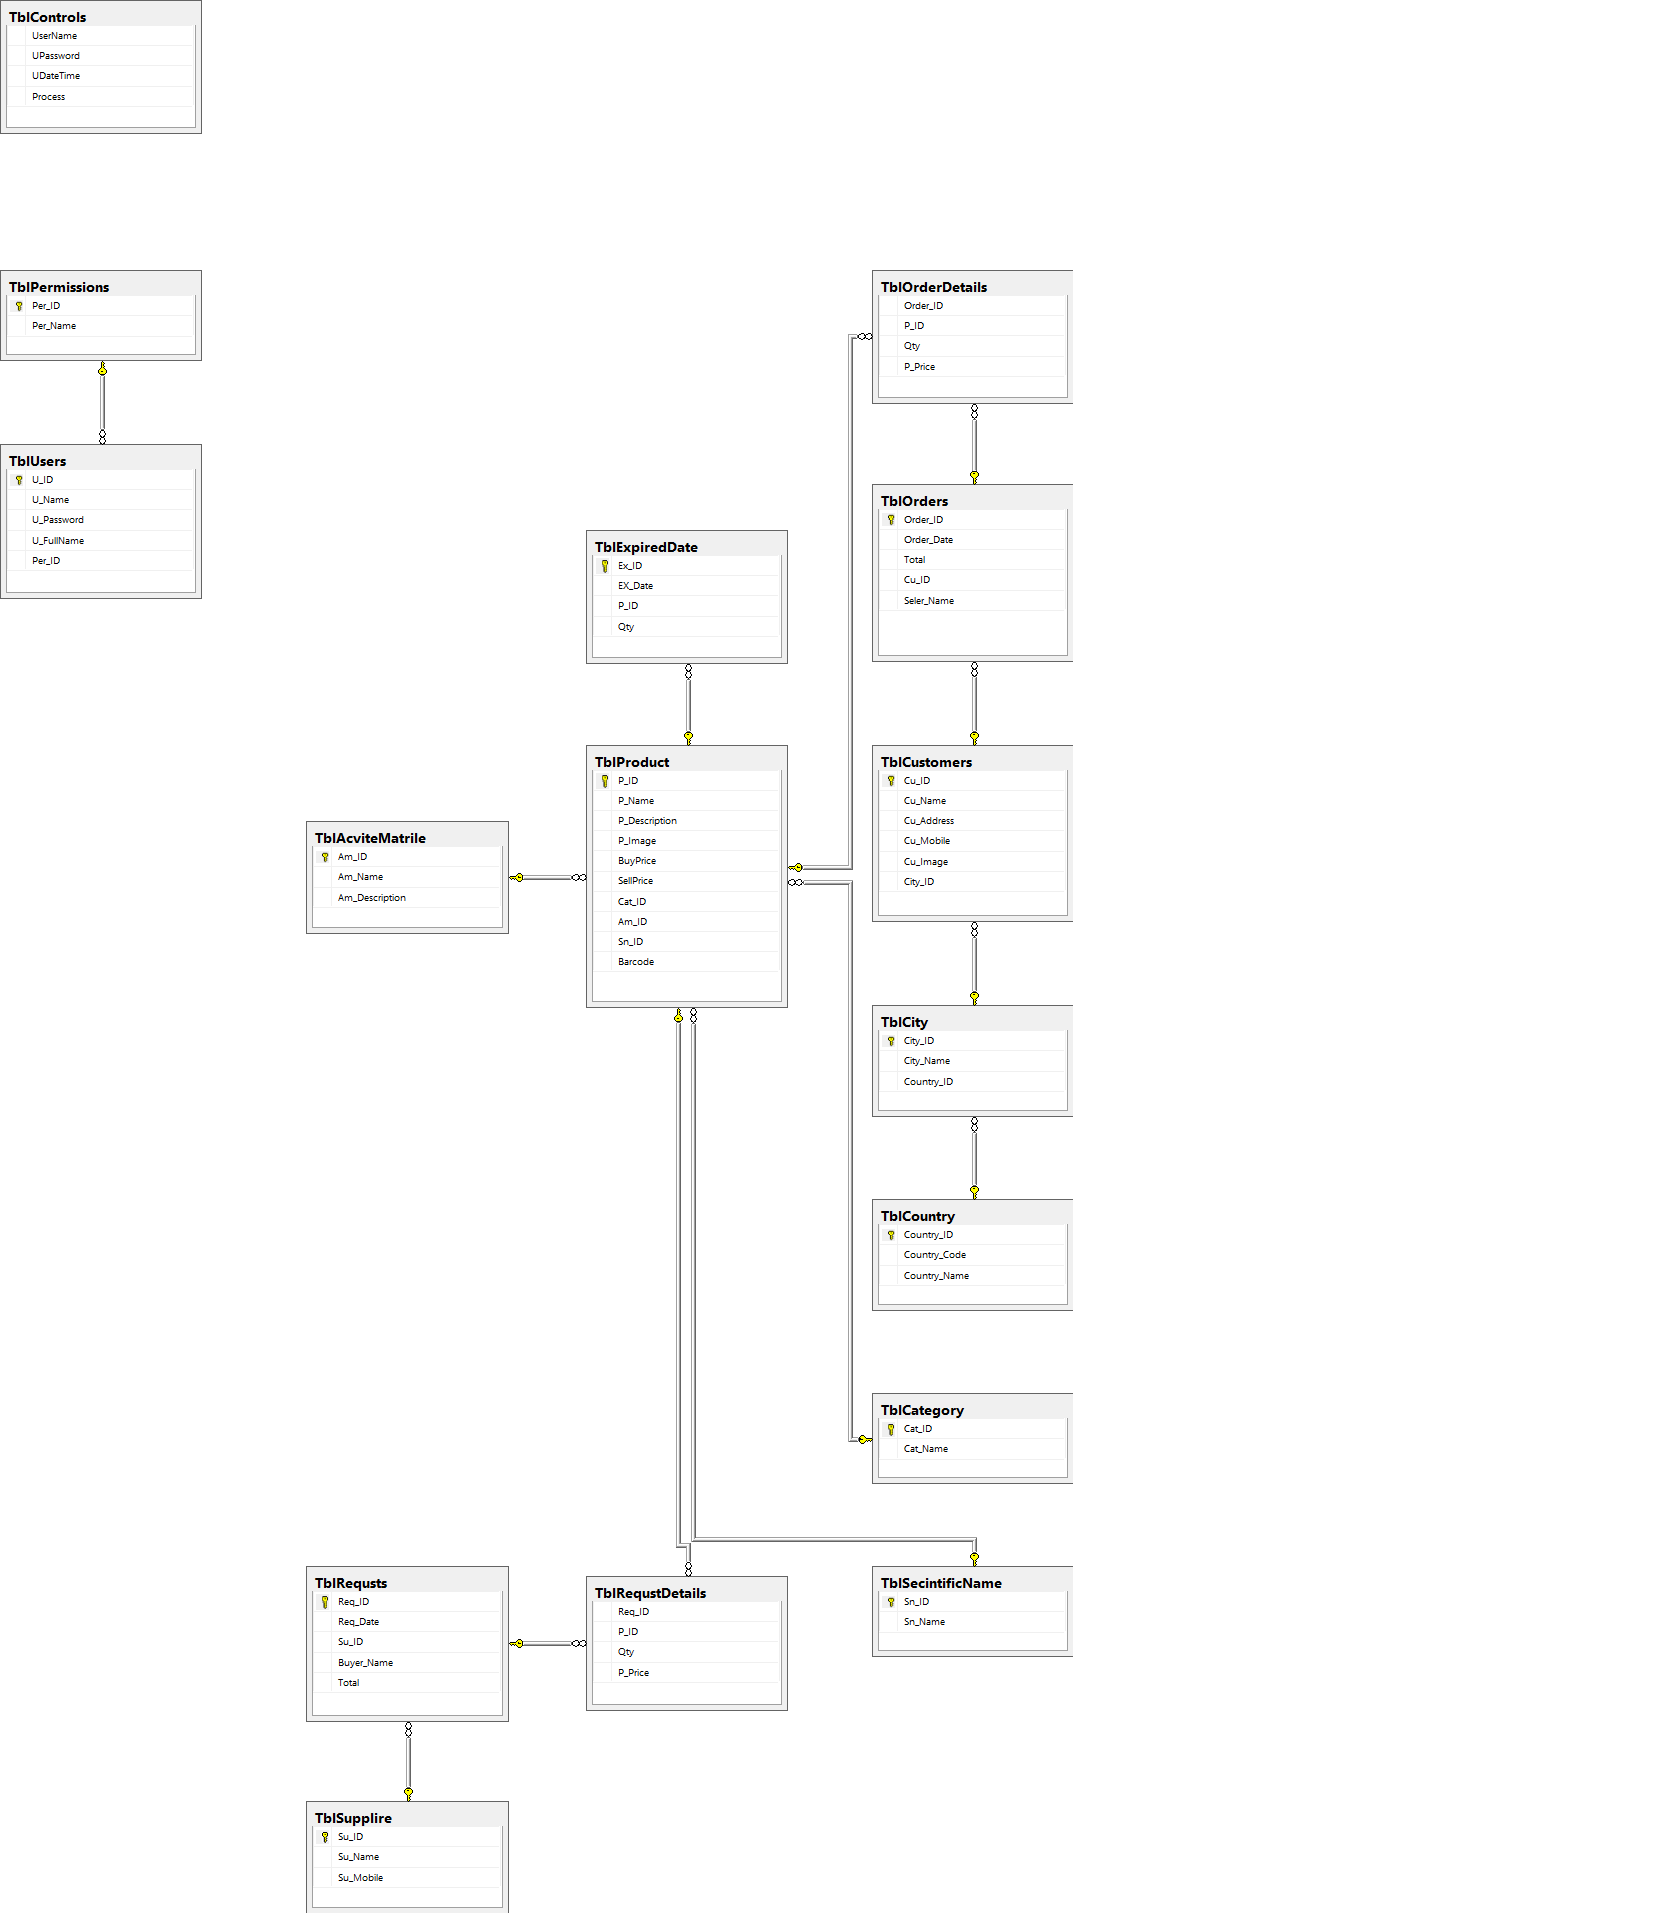 TblControls
UserName
UPassword
UDateTime
Process
TblPermissions
Per_ID
Per_Name
TblUsers
U_ID
U_Name
U_Password
U_FullName
Per_ID
TblExpiredDate
Ex_ID
EX_Date
P_ID
Qty
TblAcviteMatrile
Am_ID
Am_Name
Am_Description
TblProduct
P_ID
P_Name
P_Description
P_Image
BuyPrice
SellPrice
Cat_ID
Am_ID
Sn_ID
Barcode
TblOrderDetails
Order_ID
P_ID
Qty
P_Price
TblOrders
Order_ID
Order_Date
Total
Cu_ID
Seler_Name
TblCustomers
Cu_ID
Cu_Name
Cu_Address
Cu_Mobile
Cu_Image
City_ID
TblCity
City_ID
City_Name
Country_ID
TblCountry
Country_ID
Country_Code
Country_Name
TblCategory
Cat_ID
Cat_Name
TblRequsts
Req_ID
Req_Date
Su_ID
Buyer_Name
Total
TblRequstDetails
Req_ID
P_ID
Qty
P_Price
TblSecintificName
Sn_ID
Sn_Name
TblSupplire
Su_ID
Su_Name
Su_Mobile